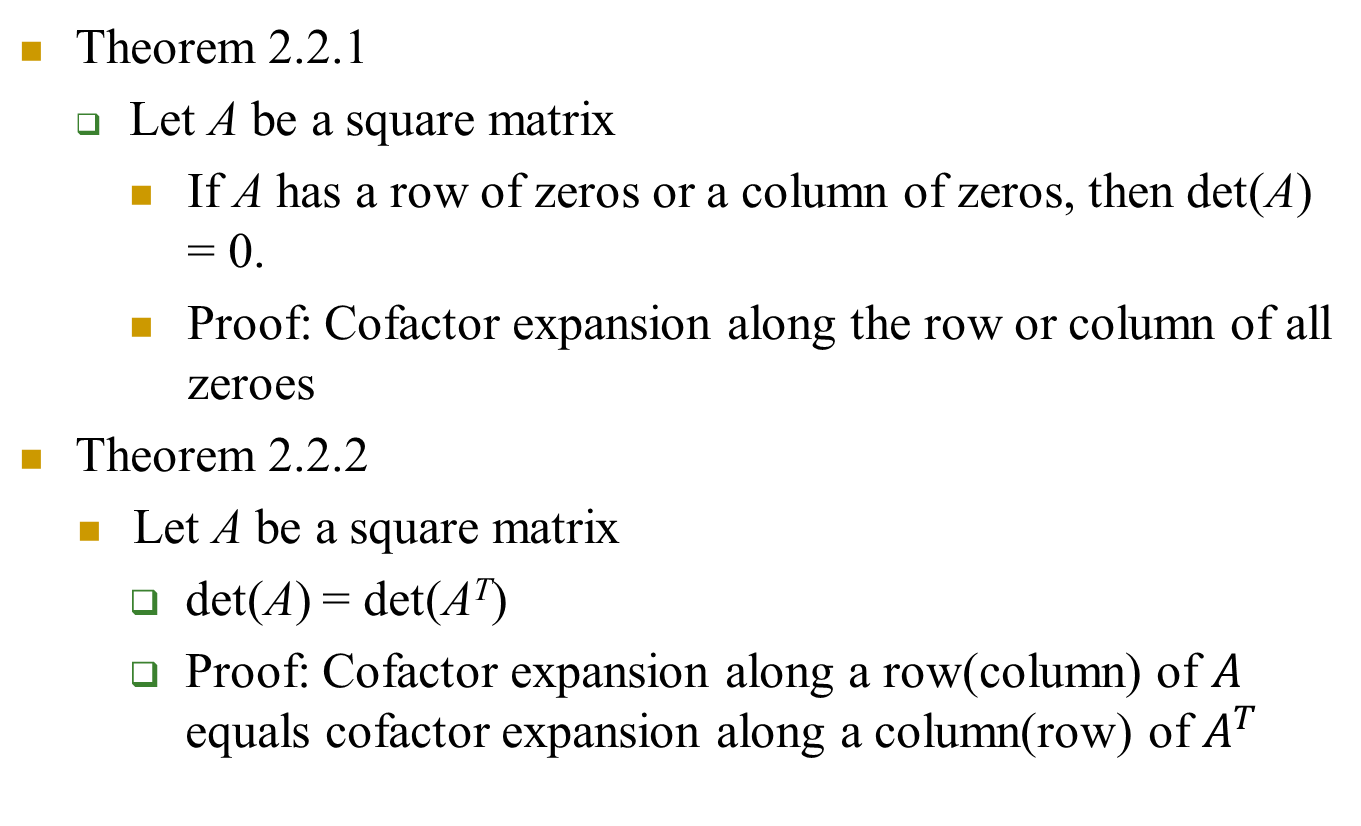 Theorem 2.2.1
Let A be a square matrix
If A has a row of zeros or a column of zeros, then det(A)
= 0.
Proof: Cofactor expansion along the row or column of all
zeroes
Theorem 2.2.2
Let A be a square matrix
det(A) = det(Aᵀ)
Proof: Cofactor expansion along a row(column) of A
equals cofactor expansion along a column(row) of Aᵀ